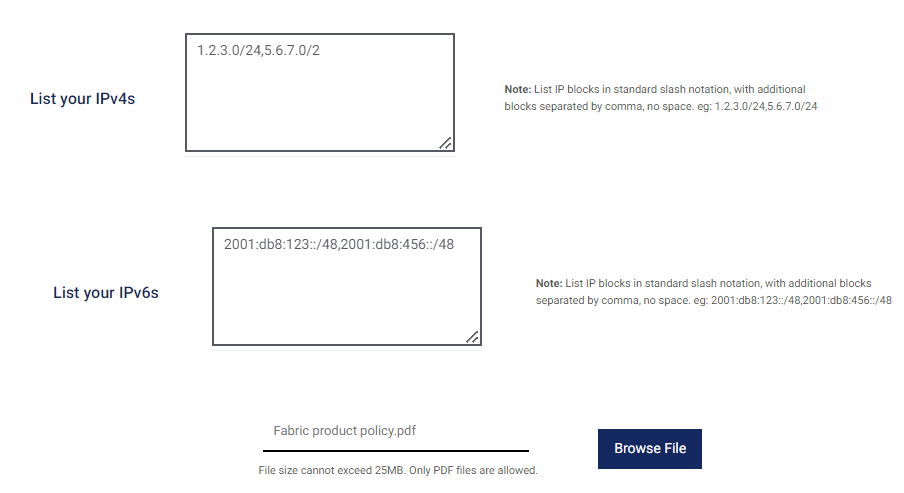 1.2.3.0/24,5.6.7.0/2
List your IPv4s
Note: List IP blocks in standard slash notation, with additional
blocks separated by comma, no space. eg: 1.2.3.0/24,5.6.7.0/24
2001:db8:123::/48,2001:db8:456::/48
List your IPv6s
Note: List IP blocks in standard slash notation, with additional blocks
separated by comma, no space. eg: 2001:db8:123::/48,2001:db8:456::/48
Fabric product policy.pdf
Browse File
File size cannot exceed 25MB. Only PDF files are allowed.